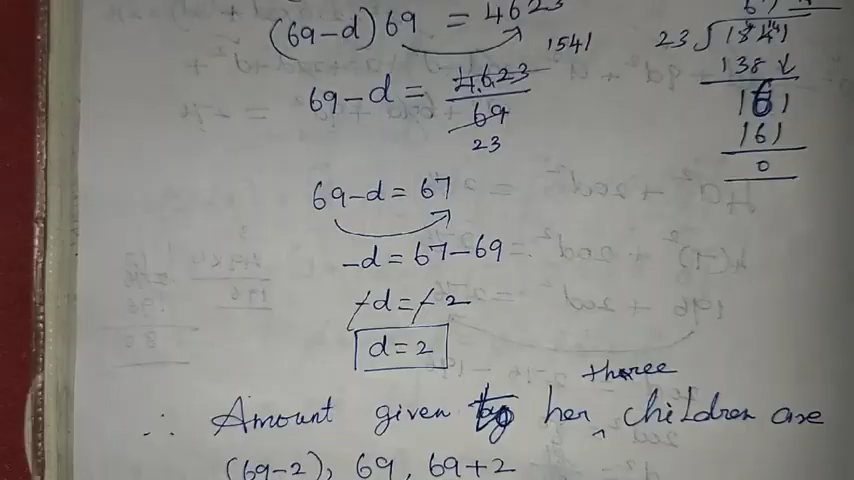 (69-d) 69 = 4623
69-d = 4623/69
1541
23
69-d = 67
-d = 67-69
-d = -2
d = 2
∴ Amount given to her three children are
(69-2), 69, 69+2
23 √1541
138 ↓
161
161
0